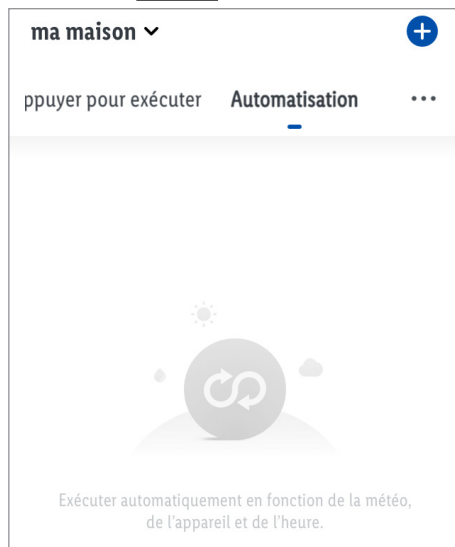 ma maison
ppuyer pour exécuter Automatisation
Exécuter automatiquement en fonction de la météo,
de l'appareil et de l'heure.